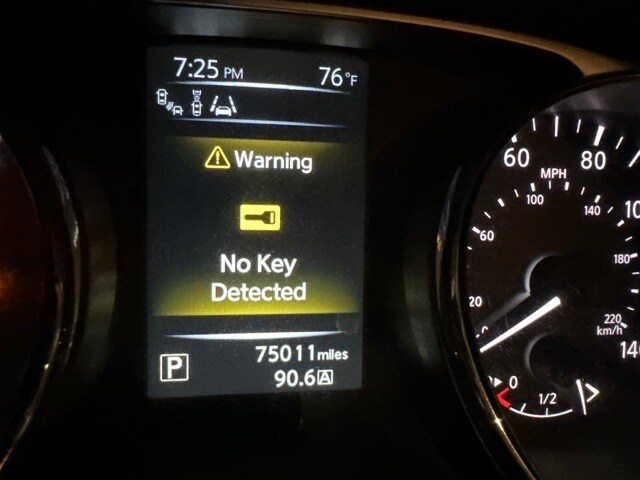 7:25 PM 76°F
Warning
No Key
Detected
P 75011 miles
90.6 A
60 80
MPH
100 140
60 180
20 220
km/h
140
0 1/2